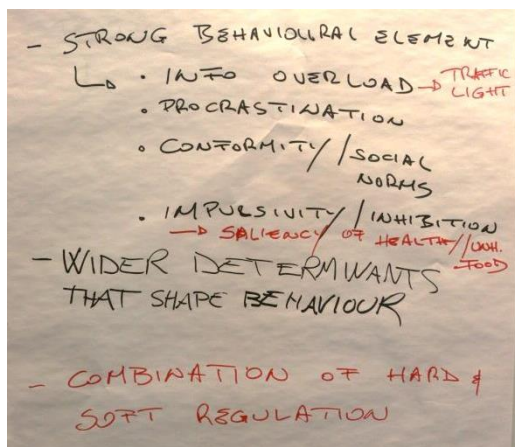 - STRONG BEHAVIOURAL ELEMENT
↳ • INFO OVERLOAD → TRAFFIC LIGHT
• PROCRASTINATION
• CONFORMITY // SOCIAL
NORMS
• IMPULSIVITY // INHIBITION
→ SALIENCY OF HEALTH // UNH.
FOOD
- WIDER DETERMINANTS
THAT SHAPE BEHAVIOUR
- COMBINATION OF HARD &
SOFT REGULATION